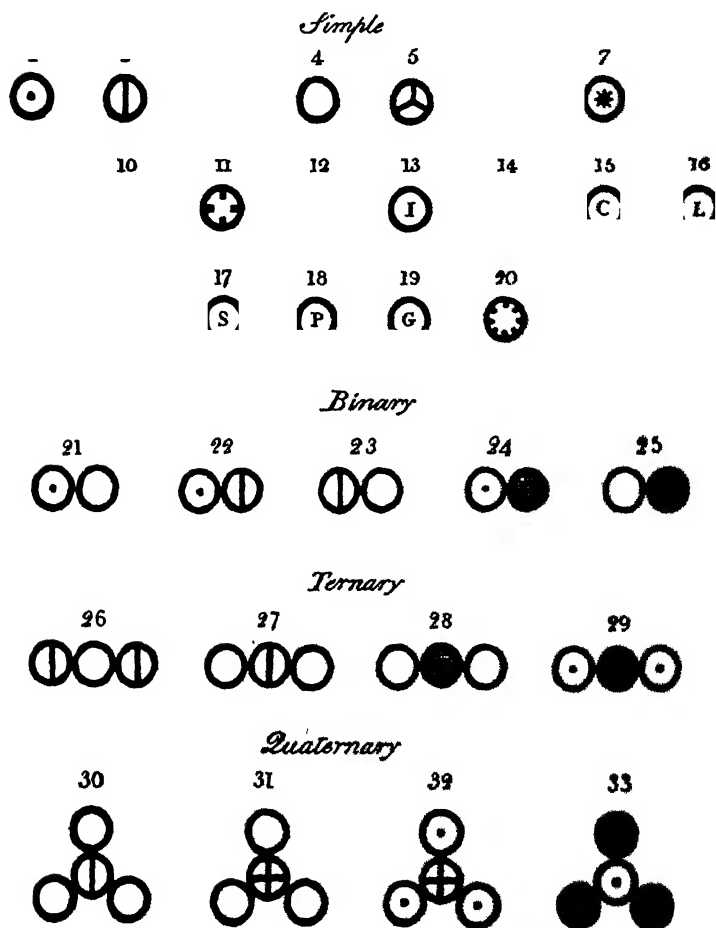 Simple
- - 4 5 7
10 11 12 13 14 15 16
I C L
17 18 19 20
S P G
Binary
21 22 23 24 25
Ternary
26 27 28 29
Quaternary
30 31 32 33